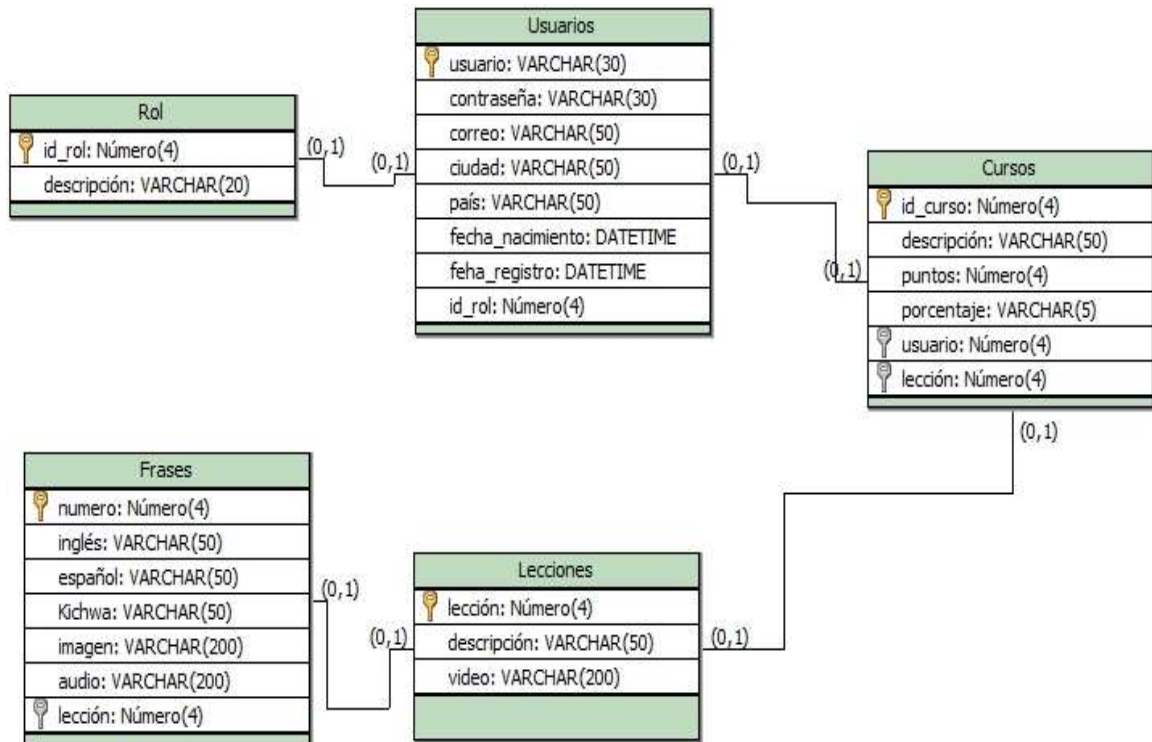 Rol
id_rol: Número(4)
descripción: VARCHAR(20)
(0,1)
(0,1)
Usuarios
usuario: VARCHAR(30)
contraseña: VARCHAR(30)
correo: VARCHAR(50)
ciudad: VARCHAR(50)
país: VARCHAR(50)
fecha_nacimiento: DATETIME
feha_registro: DATETIME
id_rol: Número(4)
(0,1)
(0,1)
Cursos
id_curso: Número(4)
descripción: VARCHAR(50)
puntos: Número(4)
porcentaje: VARCHAR(5)
usuario: Número(4)
lección: Número(4)
(0,1)
Frases
numero: Número(4)
inglés: VARCHAR(50)
español: VARCHAR(50)
Kichwa: VARCHAR(50)
imagen: VARCHAR(200)
audio: VARCHAR(200)
lección: Número(4)
(0,1)
(0,1)
Lecciones
lección: Número(4)
descripción: VARCHAR(50)
video: VARCHAR(200)
(0,1)